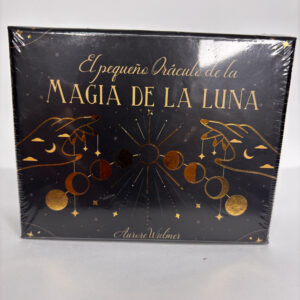 El pequeño Oráculo de la
MAGIA DE LA LUNA
Aurore Widmer